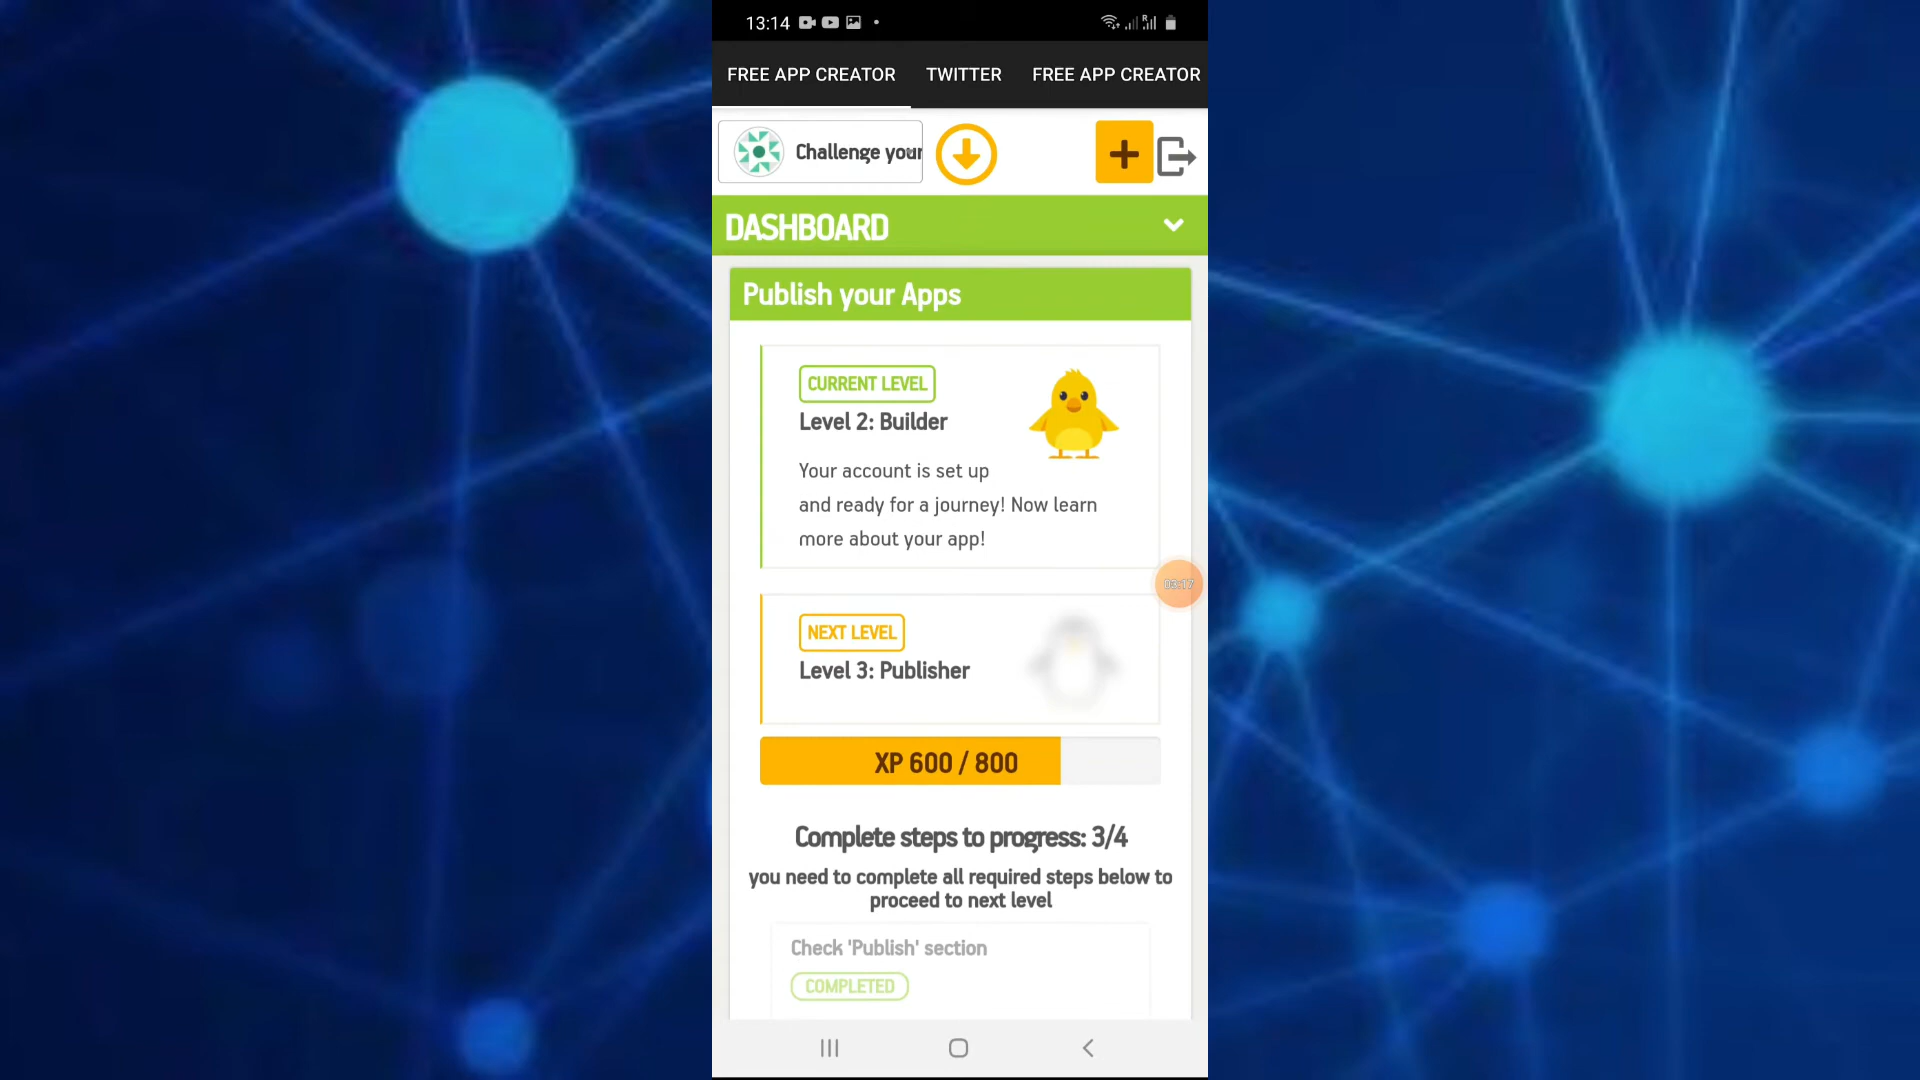 13:14
FREE APP CREATOR TWITTER FREE APP CREATOR
Challenge your
DASHBOARD
Publish your Apps
CURRENT LEVEL
Level 2: Builder
Your account is set up
and ready for a journey! Now learn
more about your app!
03:17
NEXT LEVEL
Level 3: Publisher
XP 600 / 800
Complete steps to progress: 3/4
you need to complete all required steps below to
proceed to next level
Check 'Publish' section
COMPLETED